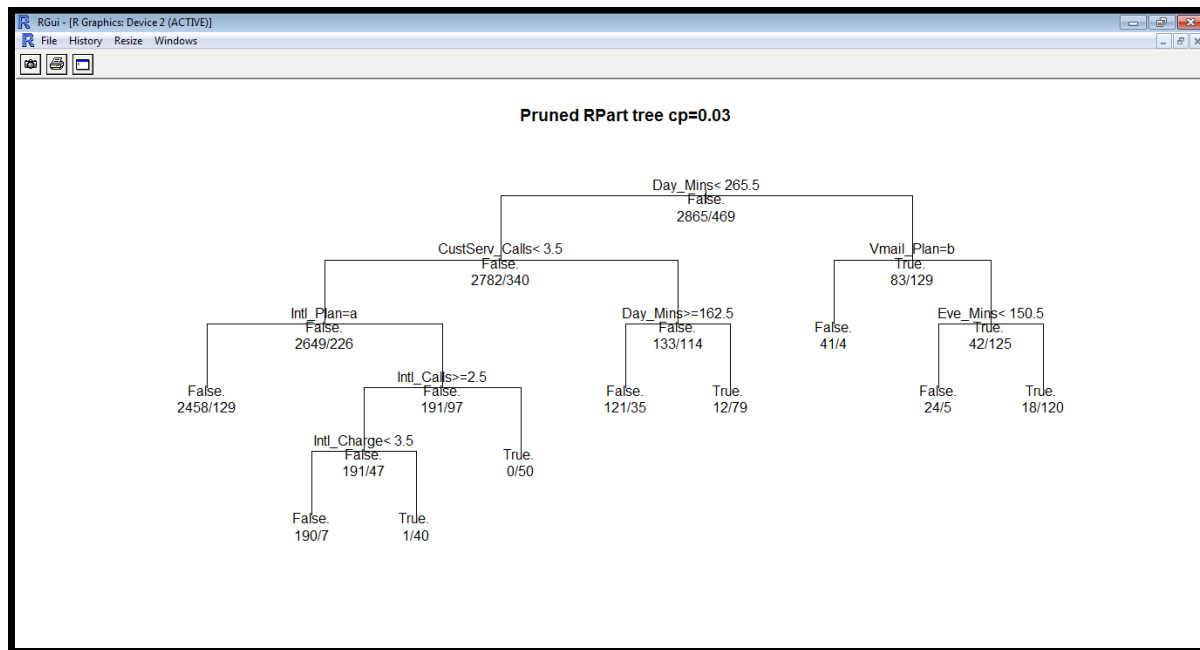 RGui - [R Graphics: Device 2 (ACTIVE)]
File History Resize Windows
Pruned RPart tree cp=0.03
Day_Mins< 265.5
False.
2865/469
CustServ_Calls< 3.5
False.
2782/340
Vmail_Plan=b
True.
83/129
Intl_Plan=a
False.
2649/226
Day_Mins>=162.5
False.
133/114
False.
41/4
Eve_Mins< 150.5
True.
42/125
False.
2458/129
Intl_Calls>=2.5
False.
191/97
False.
121/35
True.
12/79
False.
24/5
True.
18/120
Intl_Charge< 3.5
False.
191/47
True.
0/50
False.
190/7
True.
1/40